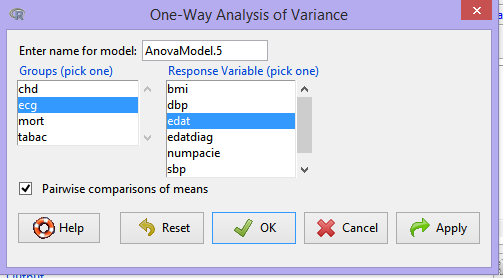 One-Way Analysis of Variance
Enter name for model: AnovaModel.5
Groups (pick one) Response Variable (pick one)
chd
ecg
mort
tabac
bmi
dbp
edat
edatdiag
numpacie
sbp
Pairwise comparisons of means
Help Reset OK Cancel Apply